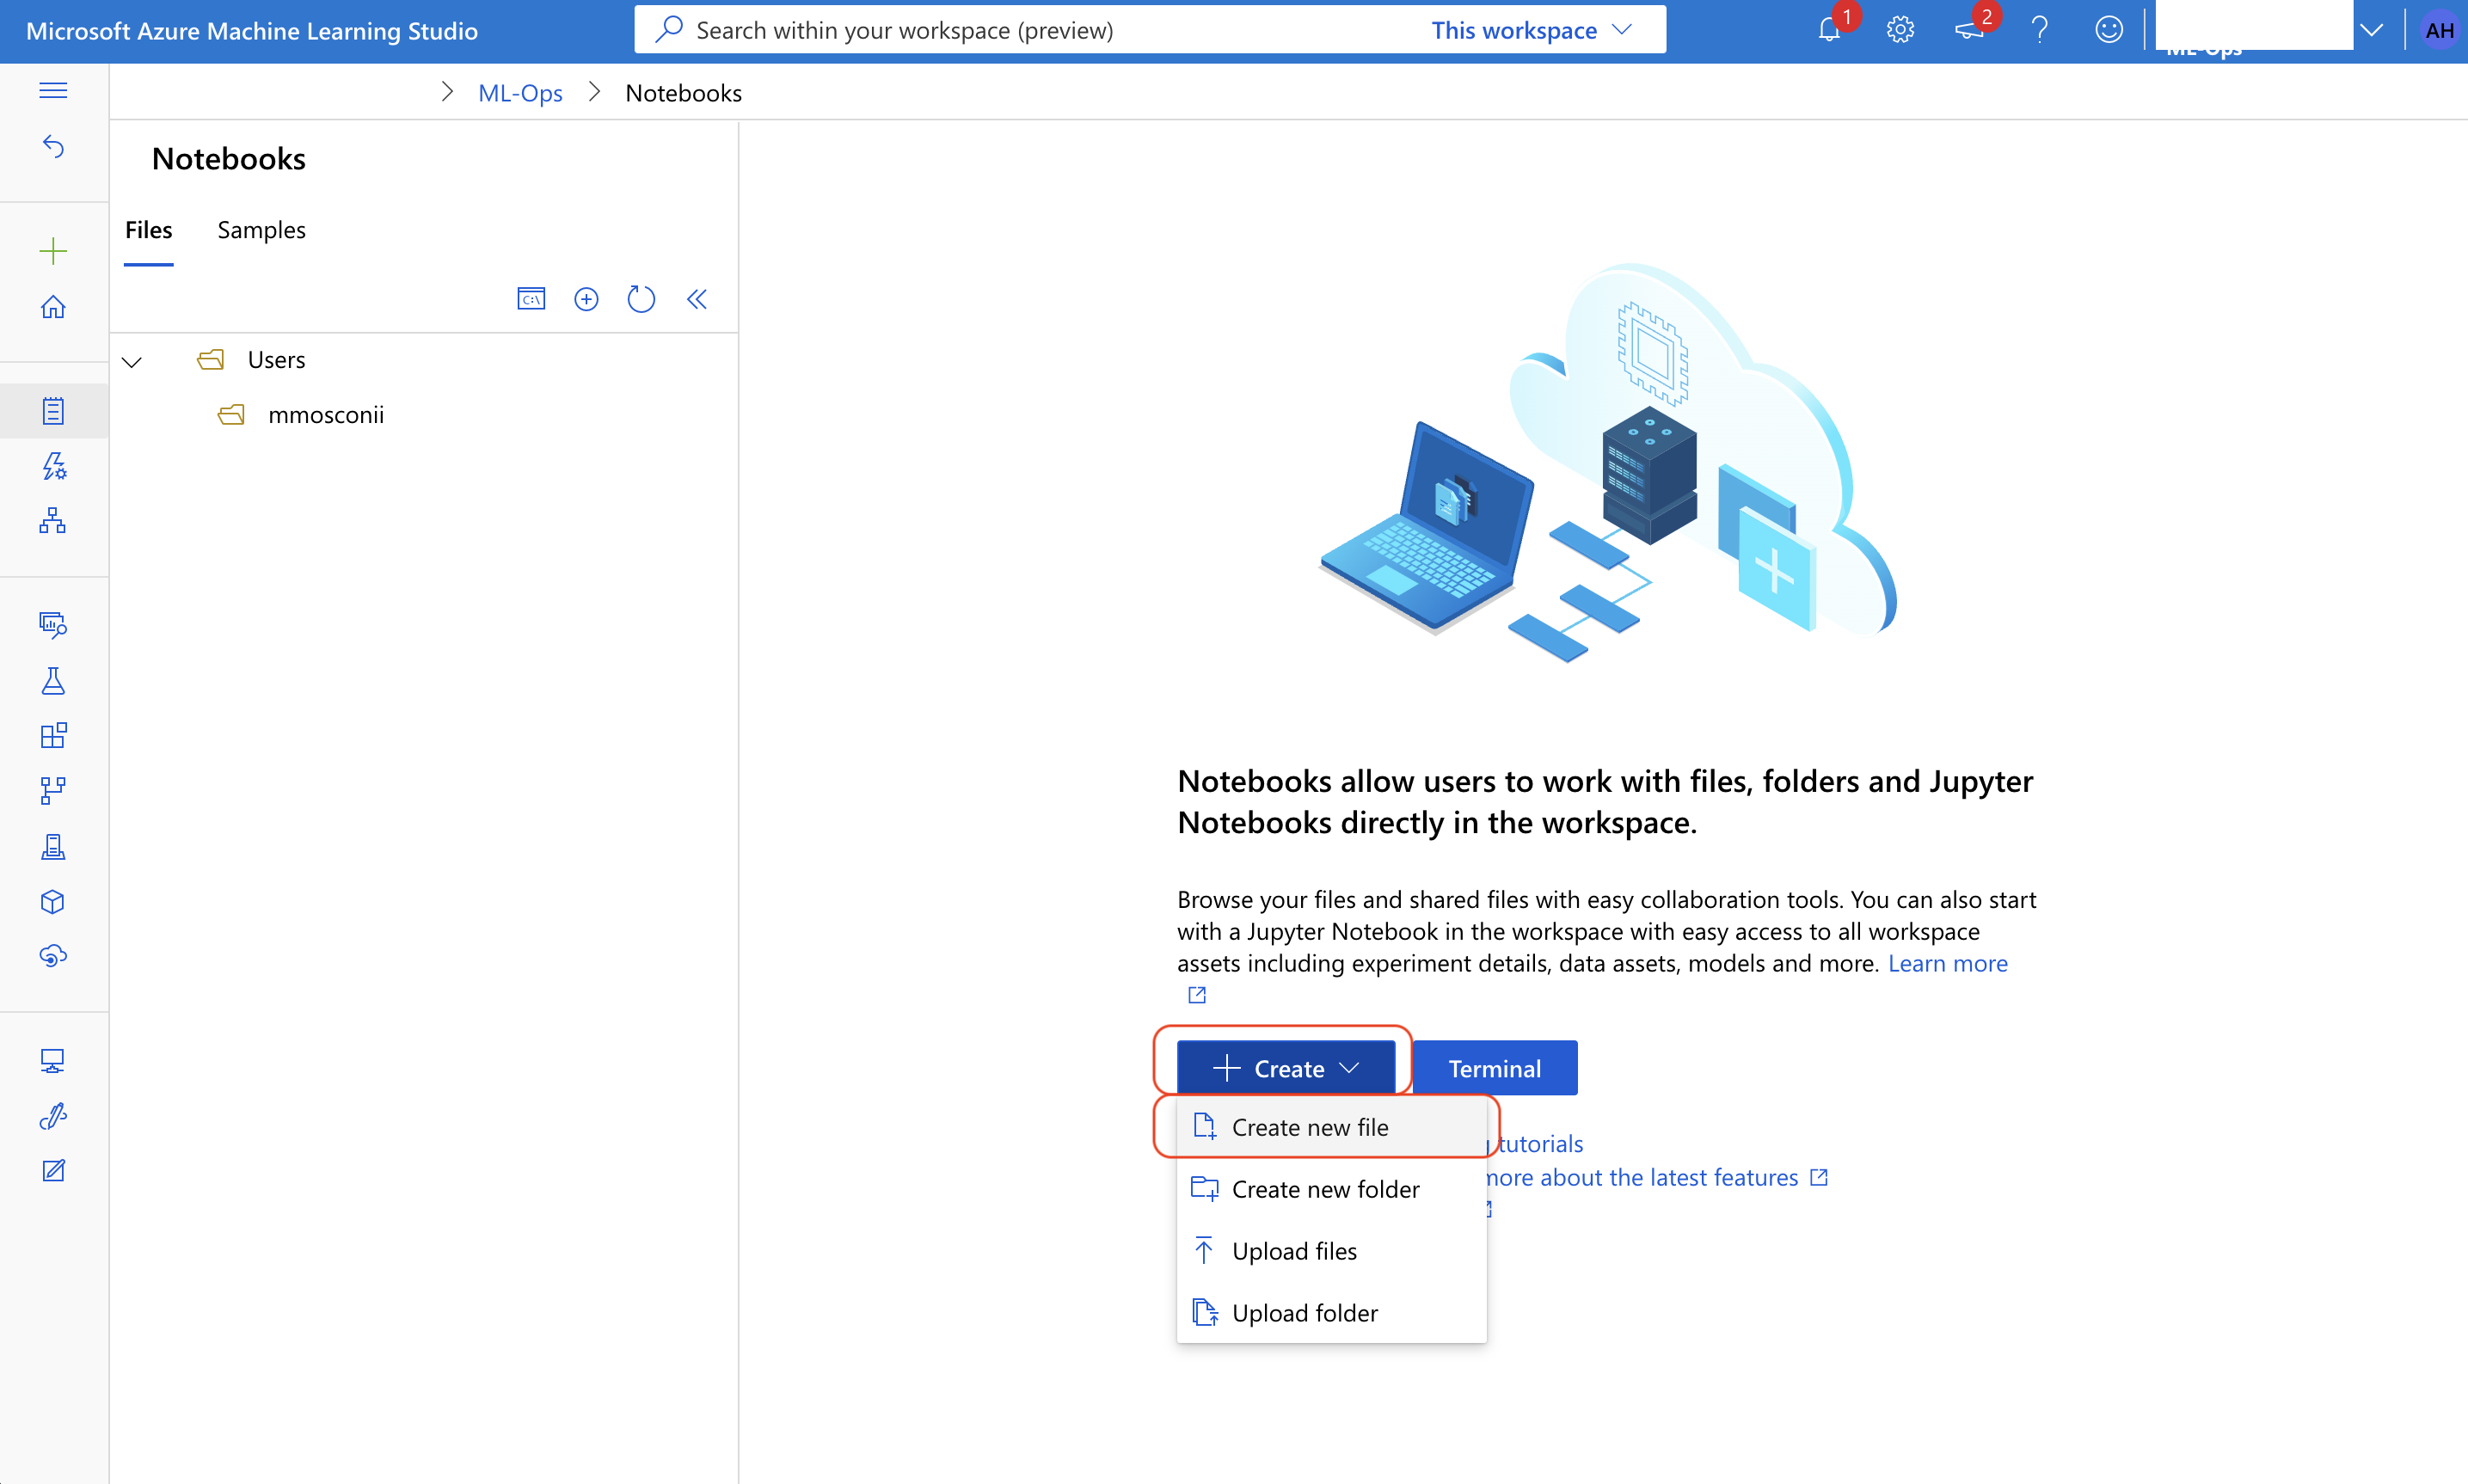 Microsoft Azure Machine Learning Studio
Search within your workspace (preview)
This workspace
1
2
ML-Ops
AH
ML-Ops
Notebooks
Notebooks
Files
Samples
C:\
Users
mmosconii
Notebooks allow users to work with files, folders and Jupyter
Notebooks directly in the workspace.
Browse your files and shared files with easy collaboration tools. You can also start
with a Jupyter Notebook in the workspace with easy access to all workspace
assets including experiment details, data assets, models and more. Learn more
Create
Terminal
Create new file
tutorials
more about the latest features
Create new folder
Upload files
Upload folder